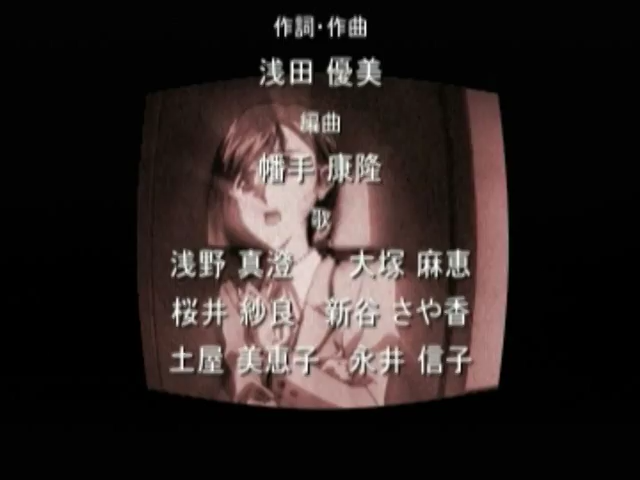 作詞・作曲
浅田 優美
編曲
幡手 康隆
歌
浅野 真澄　大塚 麻恵
桜井 紗良　新谷 さや香
土屋 美恵子　永井 信子